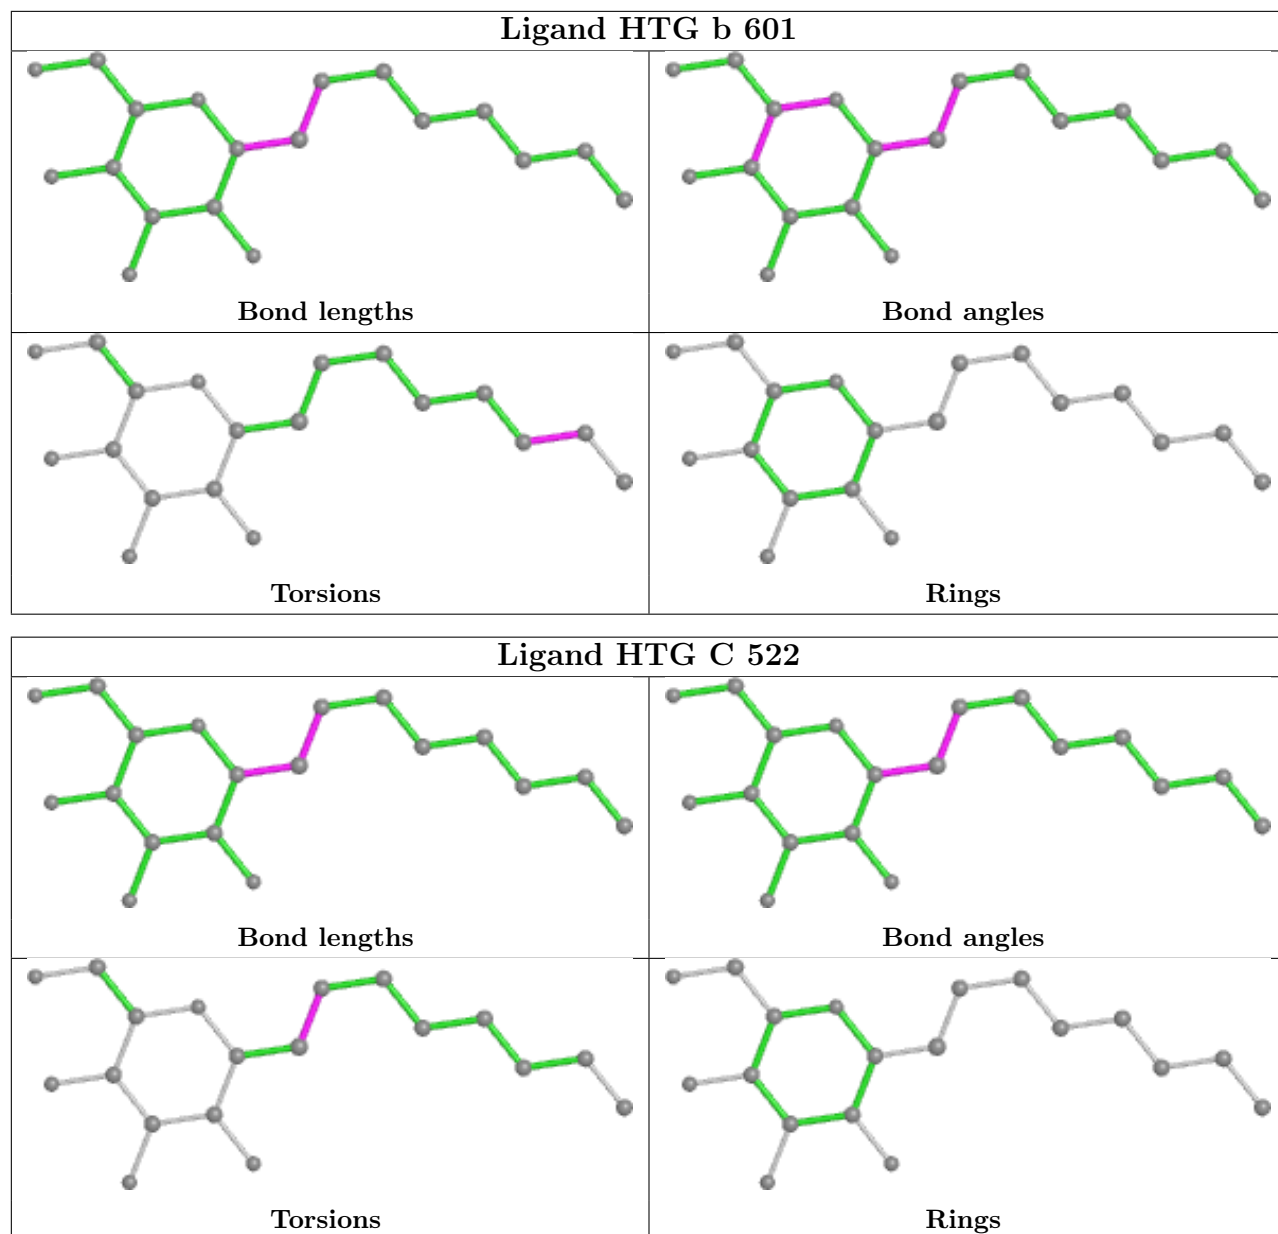 Ligand HTG b 601
Bond lengths
Bond angles
Torsions
Rings
Ligand HTG C 522
Bond lengths
Bond angles
Torsions
Rings